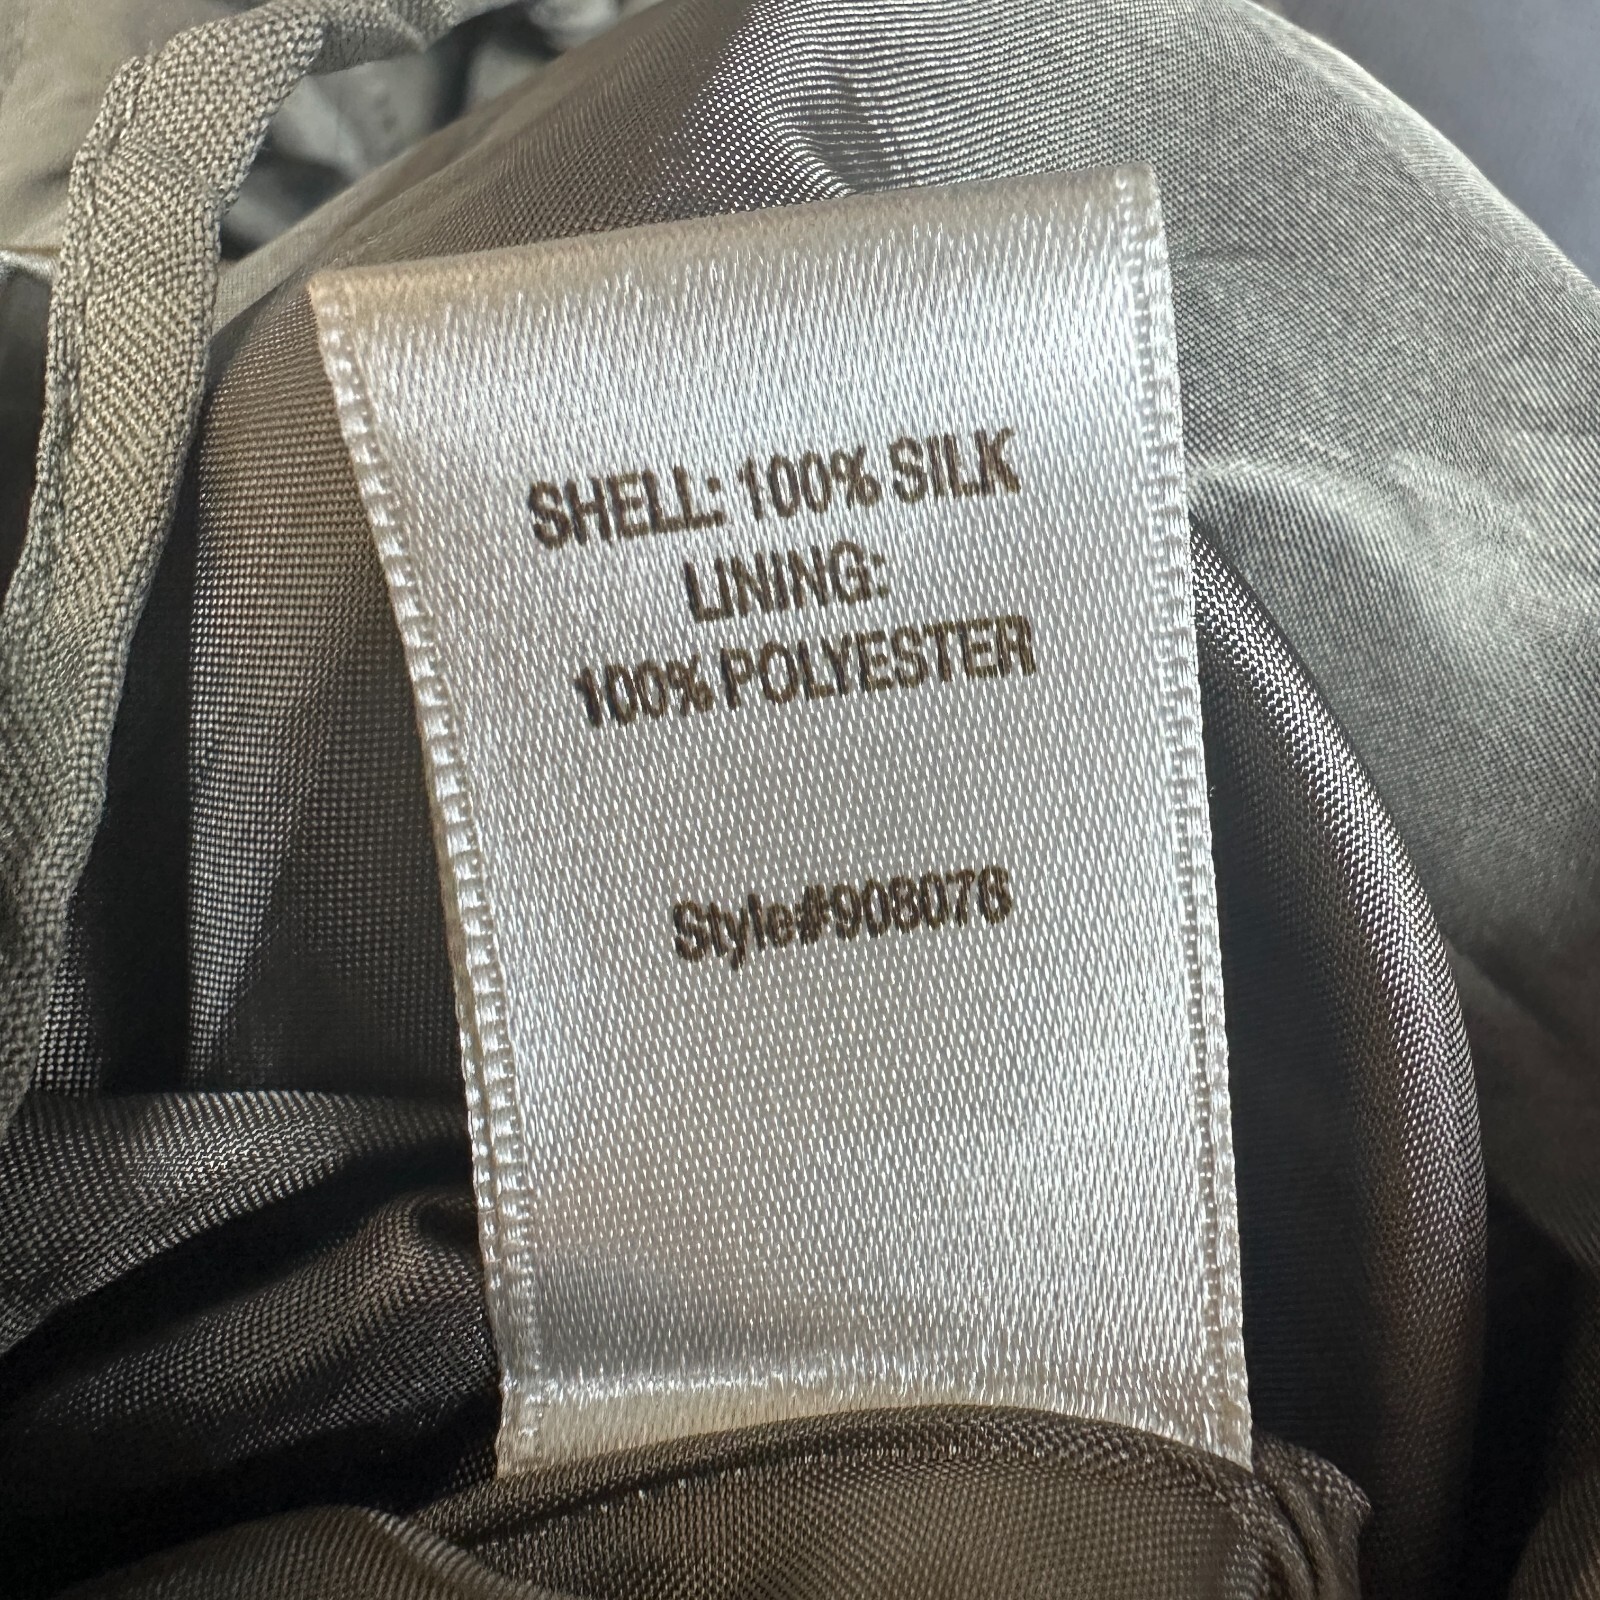 SHELL: 100% SILK
LINING:
100% POLYESTER
Style#908076